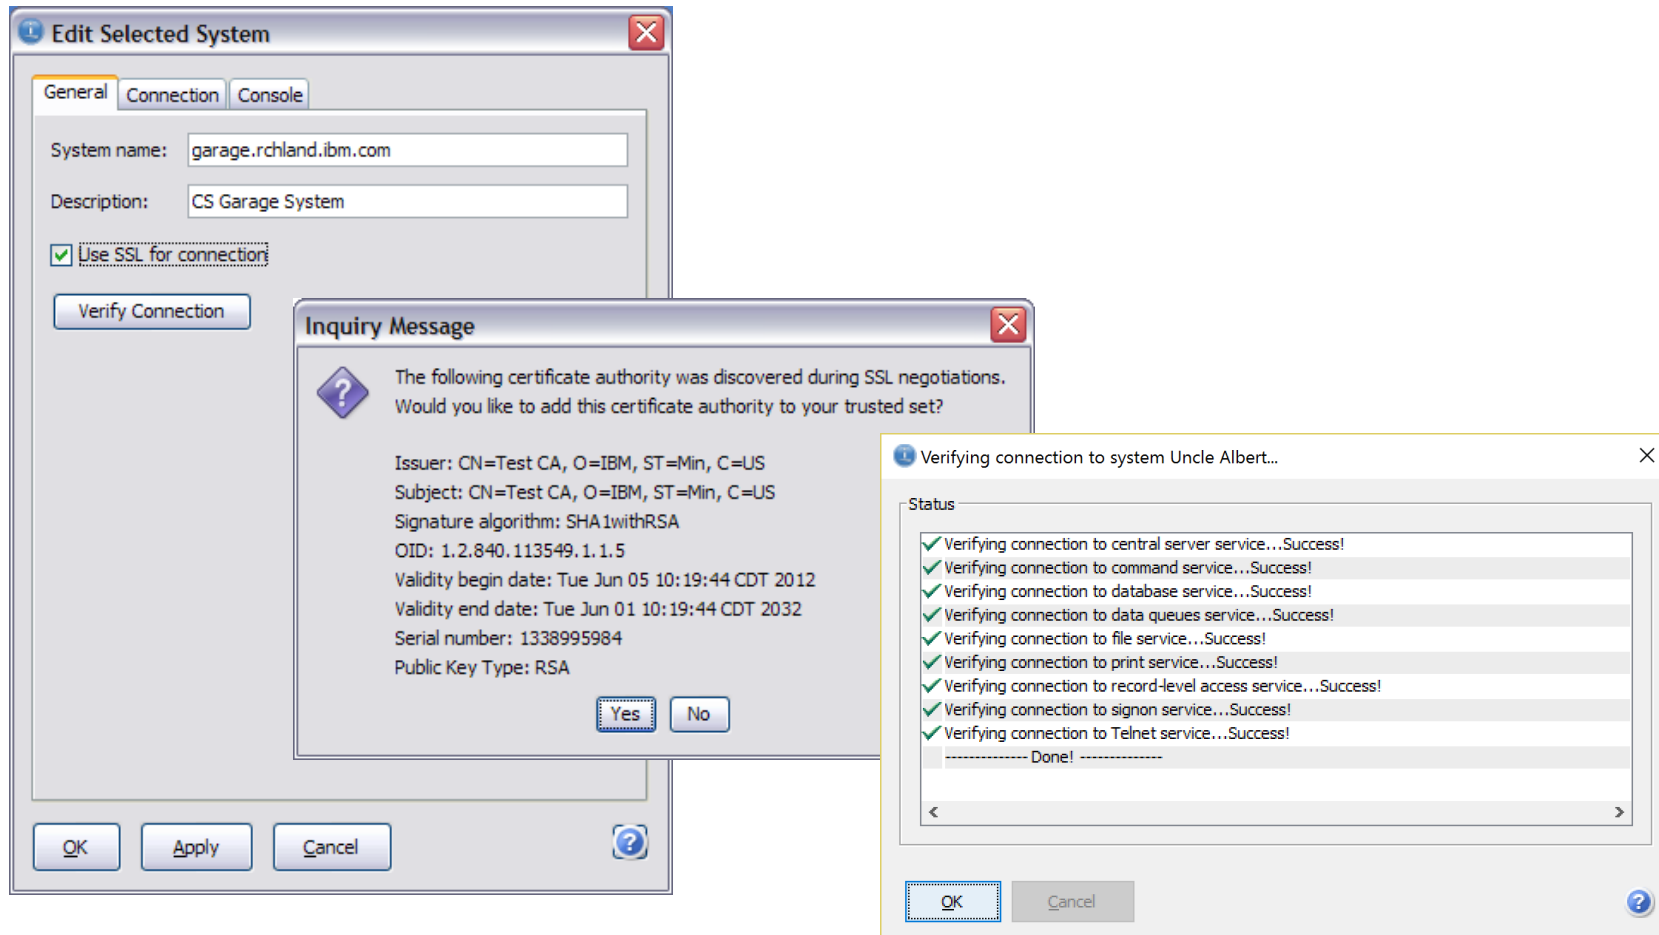 Edit Selected System
General Connection Console
System name: garage.rchland.ibm.com
Description: CS Garage System
Use SSL for connection
Verify Connection
OK Apply Cancel ?
Inquiry Message
?
The following certificate authority was discovered during SSL negotiations.
Would you like to add this certificate authority to your trusted set?
Issuer: CN=Test CA, O=IBM, ST=Min, C=US
Subject: CN=Test CA, O=IBM, ST=Min, C=US
Signature algorithm: SHA1withRSA
OID: 1.2.840.113549.1.1.5
Validity begin date: Tue Jun 05 10:19:44 CDT 2012
Validity end date: Tue Jun 01 10:19:44 CDT 2032
Serial number: 1338995984
Public Key Type: RSA
Yes No
Verifying connection to system Uncle Albert...
Status
Verifying connection to central server service...Success!
Verifying connection to command service...Success!
Verifying connection to database service...Success!
Verifying connection to data queues service...Success!
Verifying connection to file service...Success!
Verifying connection to print service...Success!
Verifying connection to record-level access service...Success!
Verifying connection to signon service...Success!
Verifying connection to Telnet service...Success!
-------------- Done! --------------
OK Cancel ?